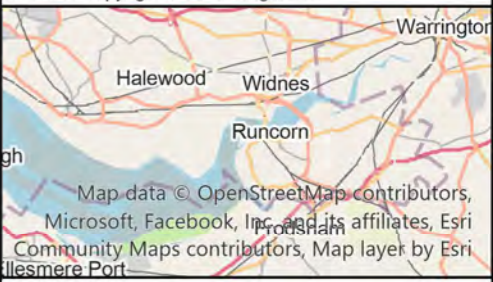 Warrington
Halewood
Widnes
Runcorn
gh
Map data © OpenStreetMap contributors,
Microsoft, Facebook, Inc. and its affiliates, Esri
Frodsham
Community Maps contributors, Map layer by Esri
Ellesmere Port